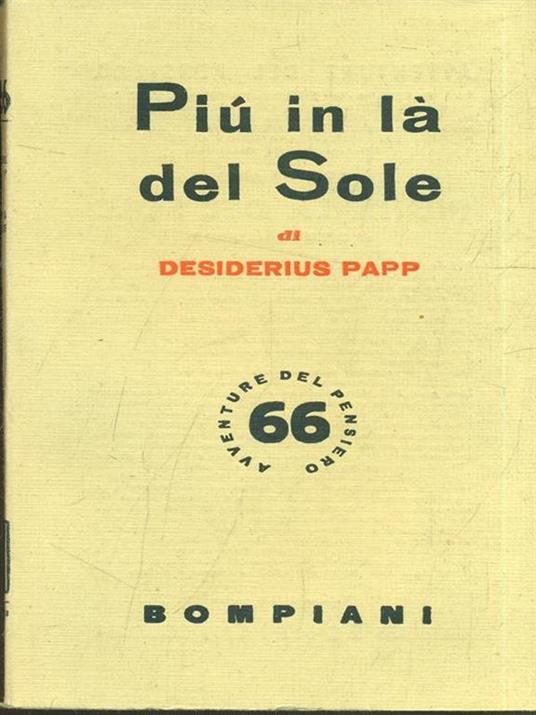 Piú in là
del Sole
di
DESIDERIUS PAPP
AVVENTURE DEL PENSIERO
66
BOMPIANI